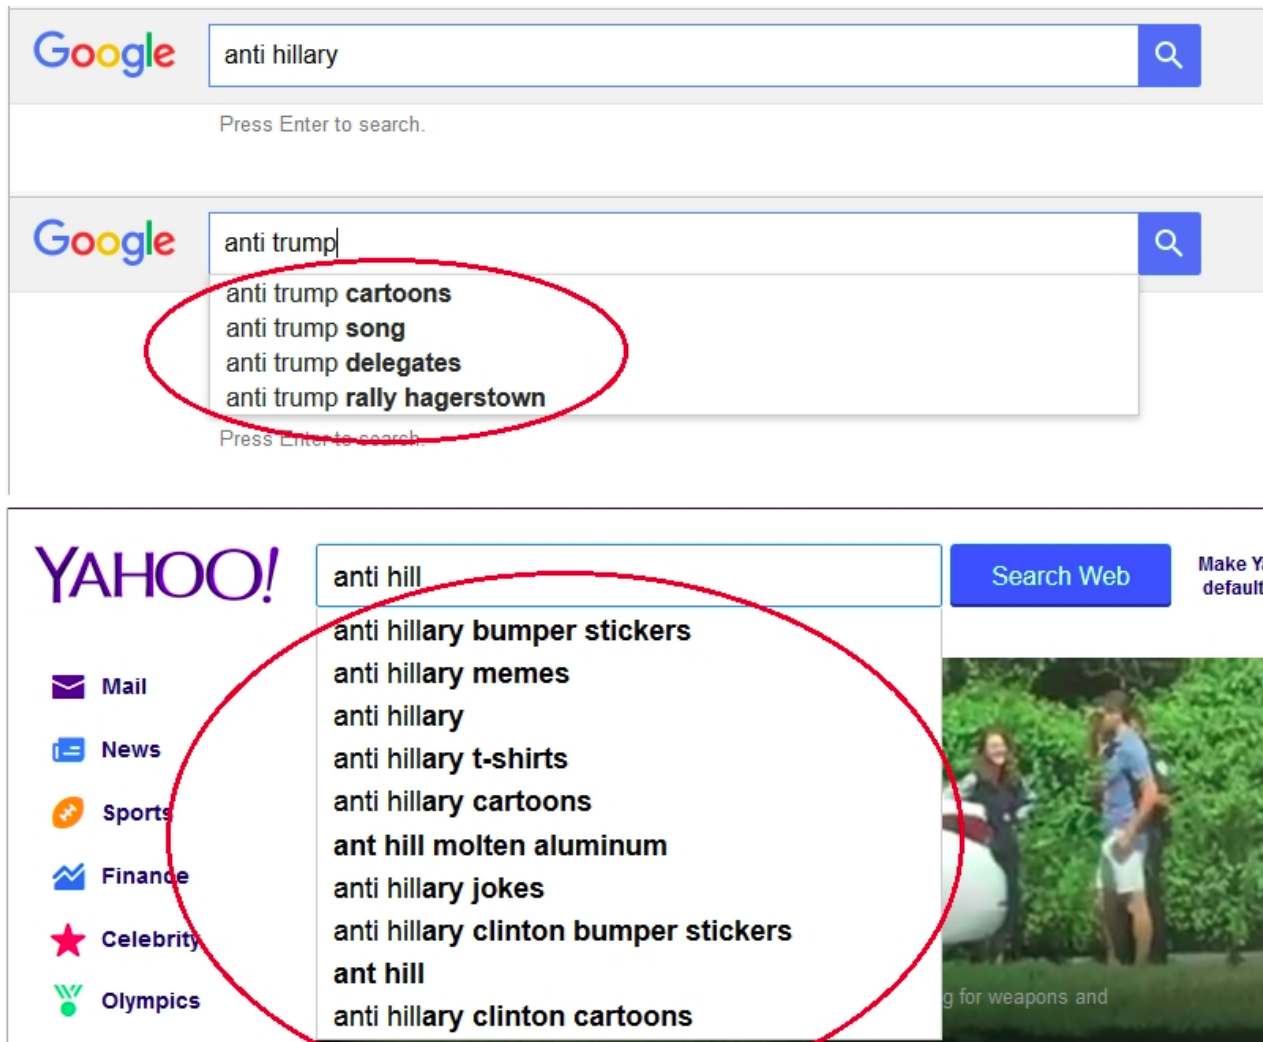 Google
anti hillary
Press Enter to search.
Google
anti trump
anti trump cartoons
anti trump song
anti trump delegates
anti trump rally hagerstown
Press Enter to search.
YAHOO!
anti hill
Search Web
Make
default
anti hillary bumper stickers
anti hillary memes
Mail
anti hillary
News
anti hillary t-shirts
anti hillary cartoons
Sports
ant hill molten aluminum
Finance
anti hillary jokes
anti hillary clinton bumper stickers
Celebrity
ant hill
Olympics
anti hillary clinton cartoons
for weapons and